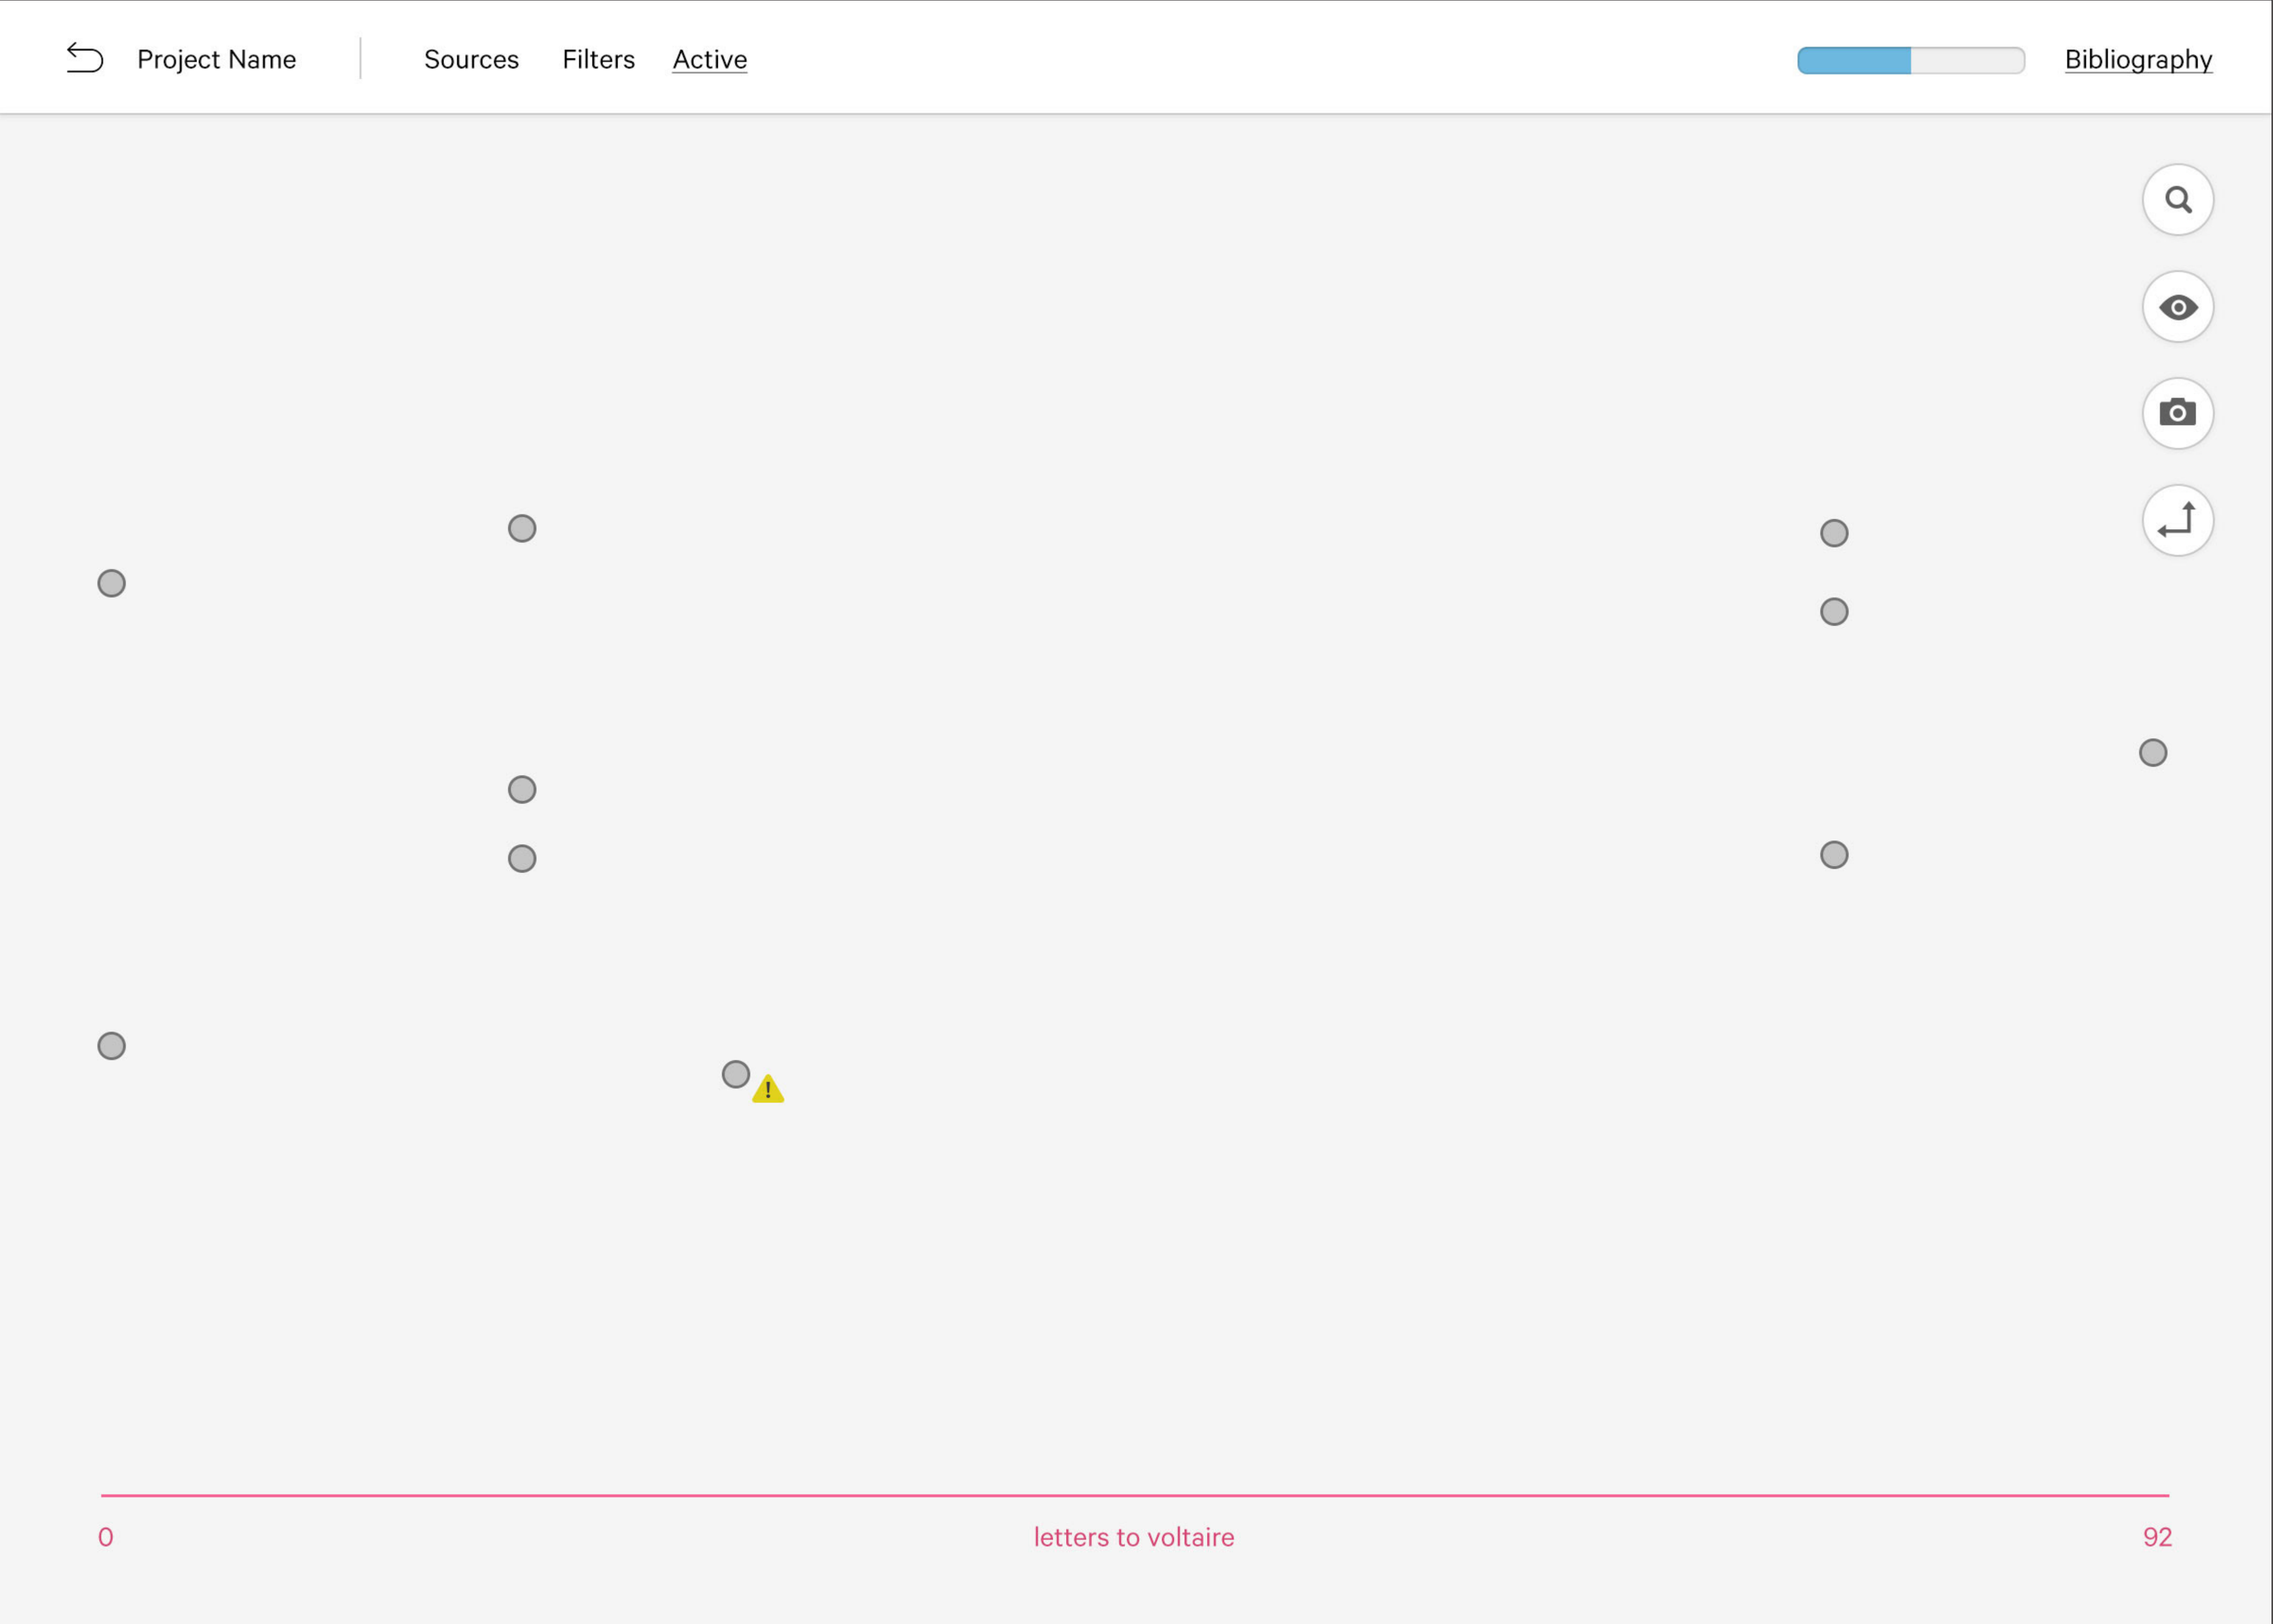 Project Name Sources Filters Active Bibliography
!
0 letters to voltaire 92